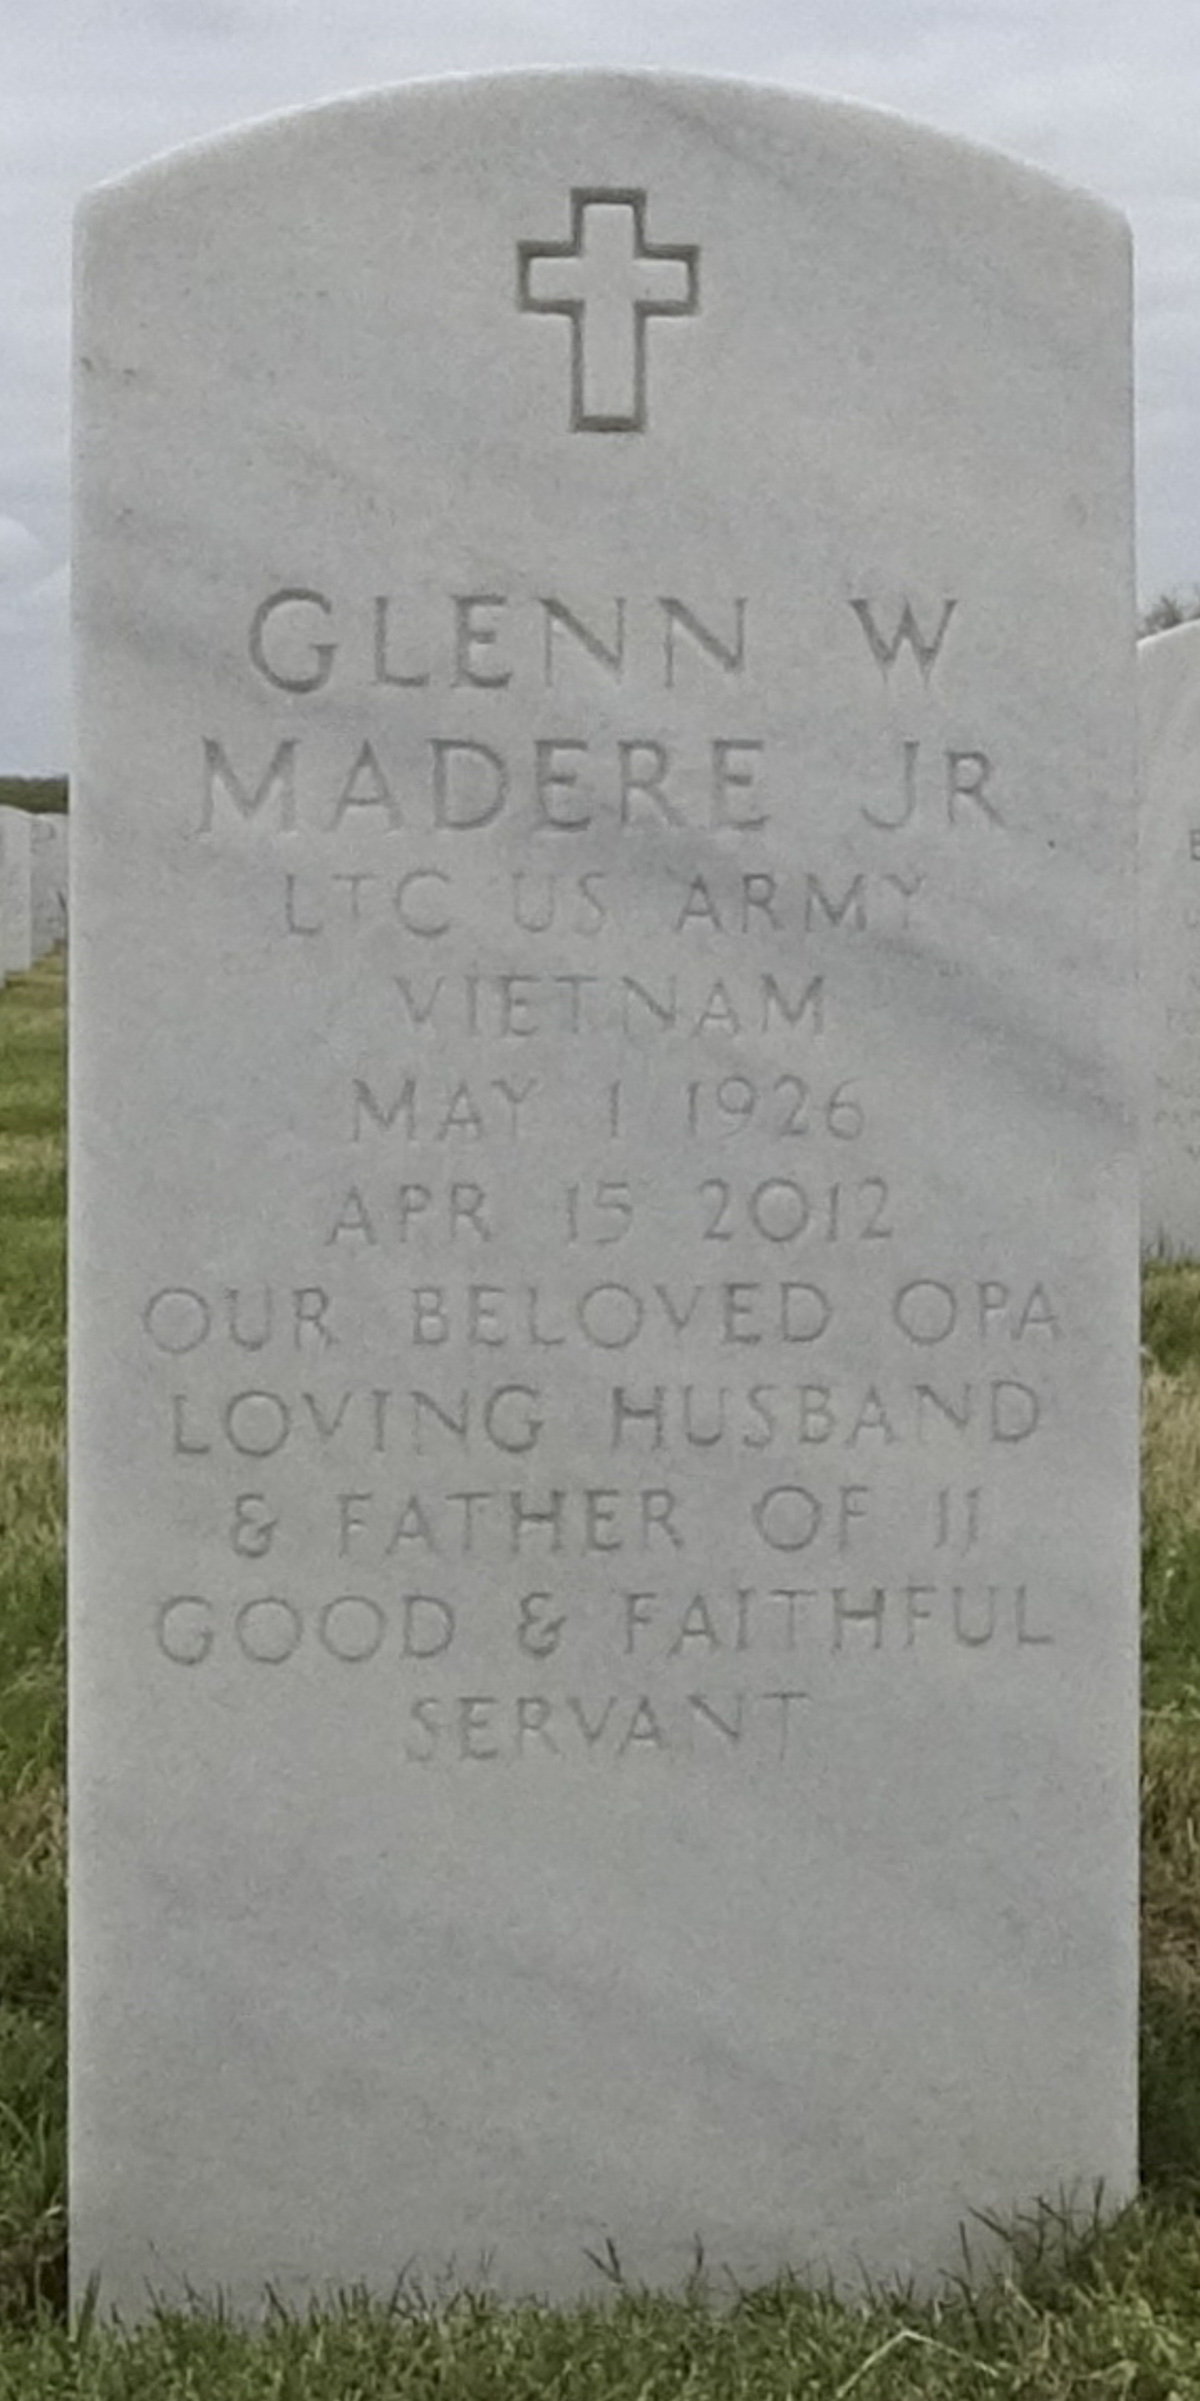 GLENN W
MADERE JR
LTC US ARMY
VIETNAM
MAY 1 1926
APR 15 2012
OUR BELOVED OPA
LOVING HUSBAND
& FATHER OF 11
GOOD & FAITHFUL
SERVANT